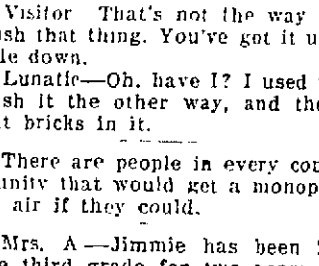 Visitor That's not the way
sh that thing. You've got it u
le down.
Lunatic—Oh. have I? I used
sh it the other way, and the
t bricks in it.
There are people in every co
unity that would get a monop
air if they could.
Mrs. A—Jimmie has been
third grade for two